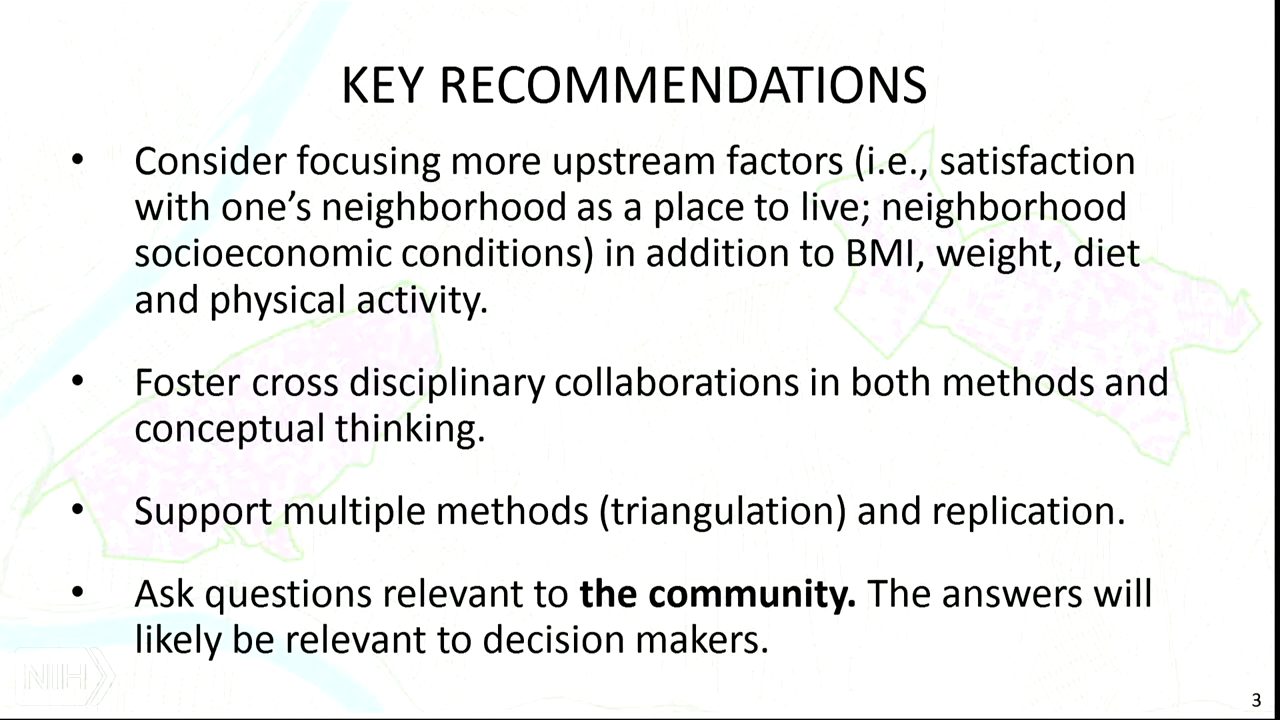 KEY RECOMMENDATIONS
• Consider focusing more upstream factors (i.e., satisfaction
with one’s neighborhood as a place to live; neighborhood
socioeconomic conditions) in addition to BMI, weight, diet
and physical activity.
• Foster cross disciplinary collaborations in both methods and
conceptual thinking.
• Support multiple methods (triangulation) and replication.
• Ask questions relevant to the community. The answers will
likely be relevant to decision makers.
NIH
3